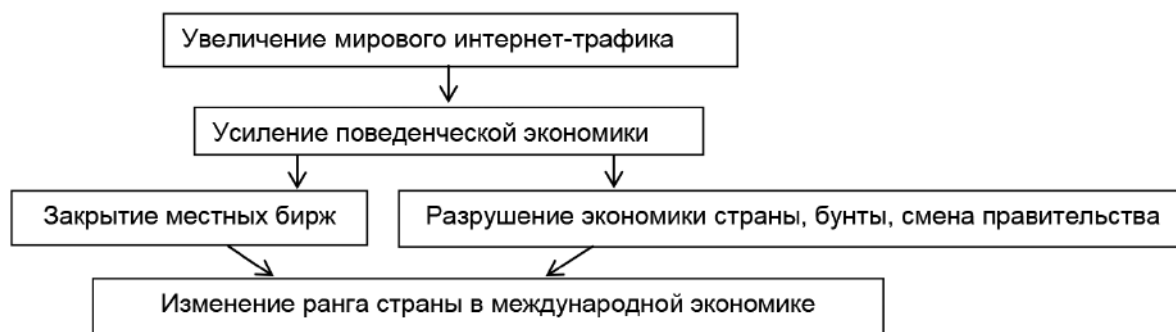 Увеличение мирового интернет-трафика
Усиление поведенческой экономики
Закрытие местных бирж
Разрушение экономики страны, бунты, смена правительства
Изменение ранга страны в международной экономике